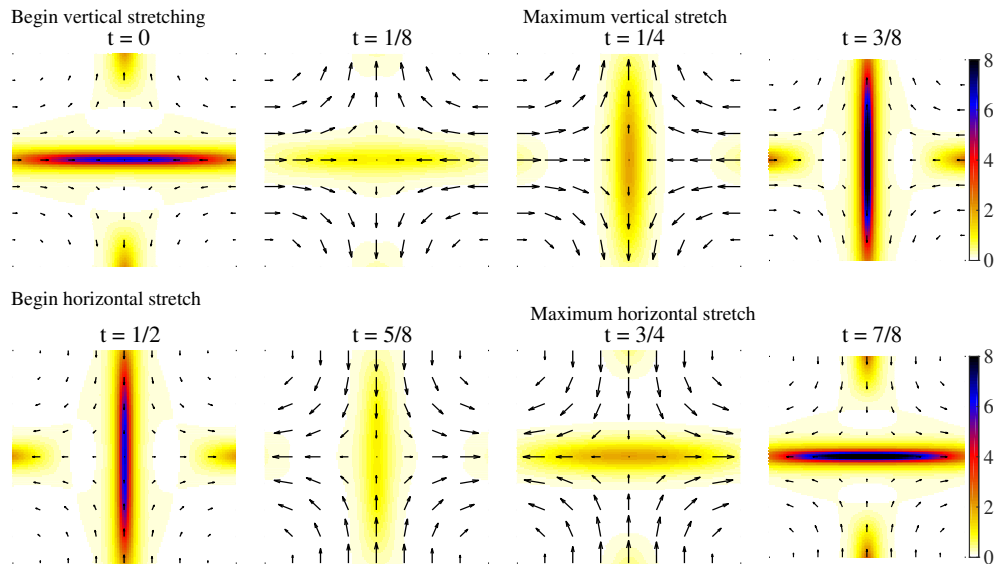 Begin vertical stretching
Maximum vertical stretch
t = 0
t = 1/8
t = 1/4
t = 3/8
8
6
4
2
0
Begin horizontal stretch
Maximum horizontal stretch
t = 1/2
t = 5/8
t = 3/4
t = 7/8
8
6
4
2
0